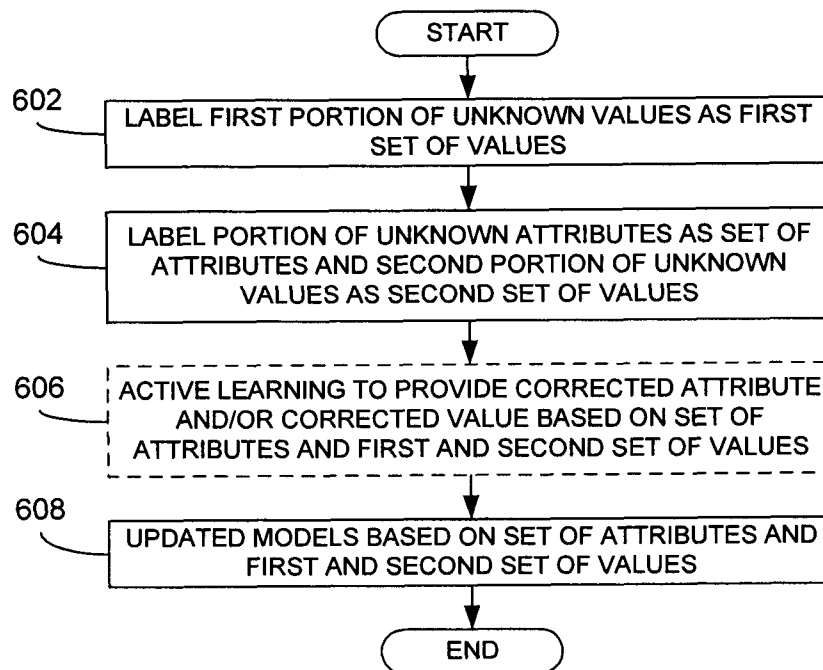 START
602
LABEL FIRST PORTION OF UNKNOWN VALUES AS FIRST
SET OF VALUES
604
LABEL PORTION OF UNKNOWN ATTRIBUTES AS SET OF
ATTRIBUTES AND SECOND PORTION OF UNKNOWN
VALUES AS SECOND SET OF VALUES
606
ACTIVE LEARNING TO PROVIDE CORRECTED ATTRIBUTE
AND/OR CORRECTED VALUE BASED ON SET OF
ATTRIBUTES AND FIRST AND SECOND SET OF VALUES
608
UPDATED MODELS BASED ON SET OF ATTRIBUTES AND
FIRST AND SECOND SET OF VALUES
END